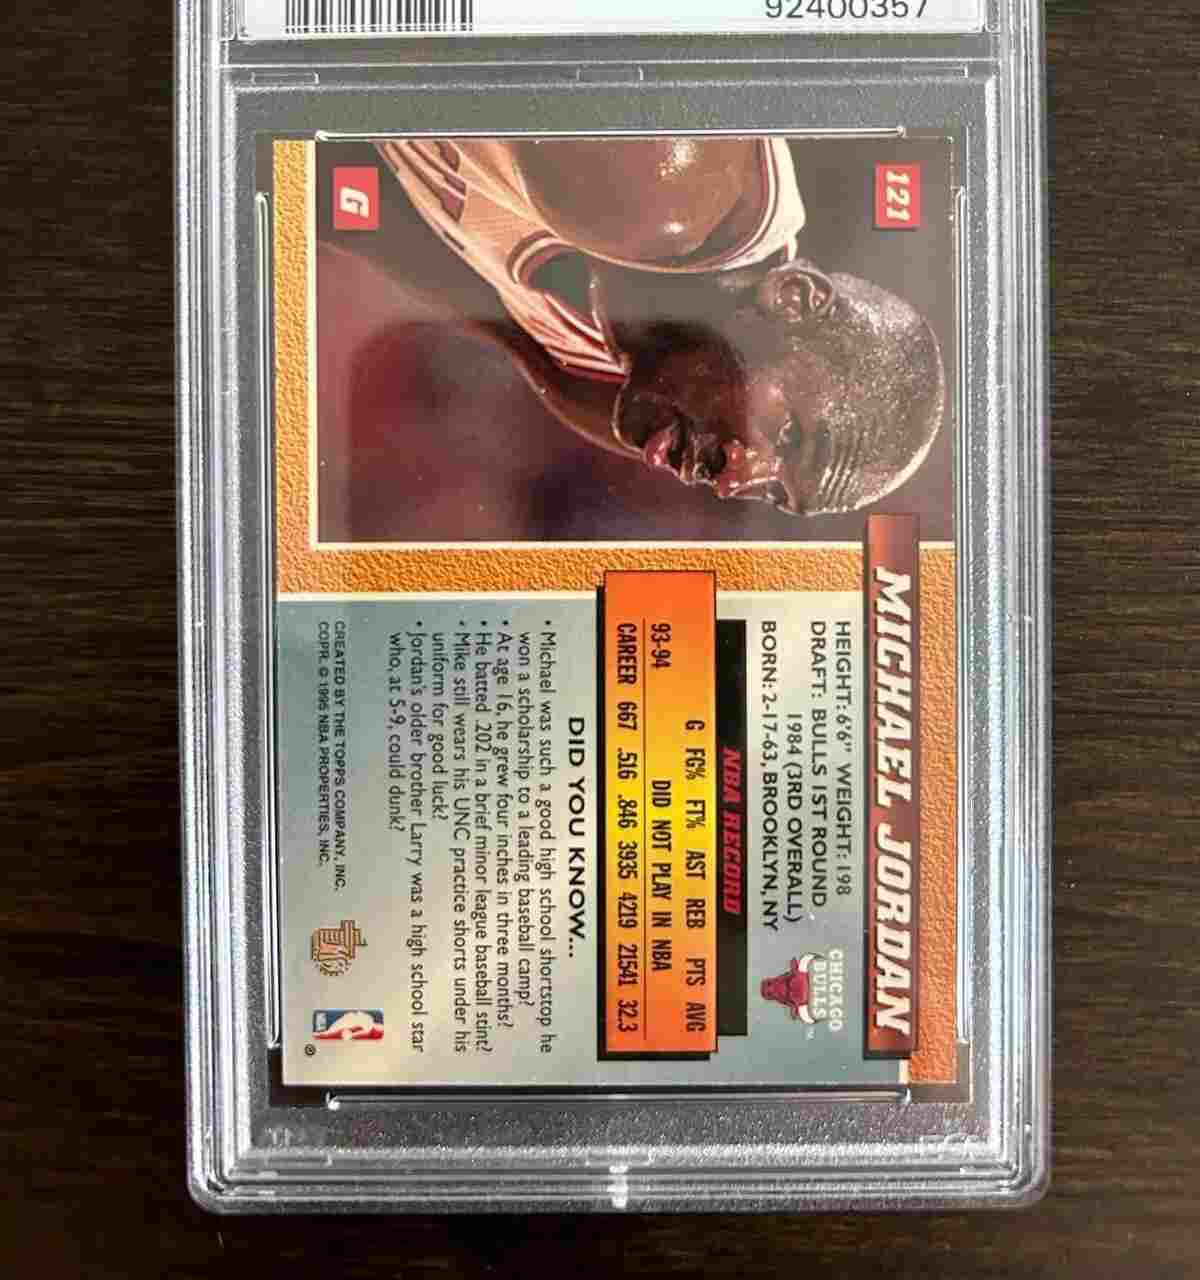 92400357
121
G
MICHAEL JORDAN
HEIGHT: 6'6" WEIGHT: 198
DRAFT: BULLS 1ST ROUND
1984 (3RD OVERALL)
BORN: 2-17-63, BROOKLYN, NY
CHICAGO
BULLS
NBA RECORD
G FG% FT% AST REB PTS AVG
93-94 DID NOT PLAY IN NBA
CAREER 667 .516 .846 3935 4219 21541 32.3
DID YOU KNOW...
• Michael was such a good high school shortstop he
won a scholarship to a leading baseball camp?
• At age 16, he grew four inches in three months?
• He batted .202 in a brief minor league baseball stint?
• Mike still wears his UNC practice shorts under his
uniform for good luck?
• Jordan's older brother Larry was a high school star
who, at 5-9, could dunk?
CREATED BY THE TOPPS COMPANY, INC.
COPR. © 1995 NBA PROPERTIES, INC.
®